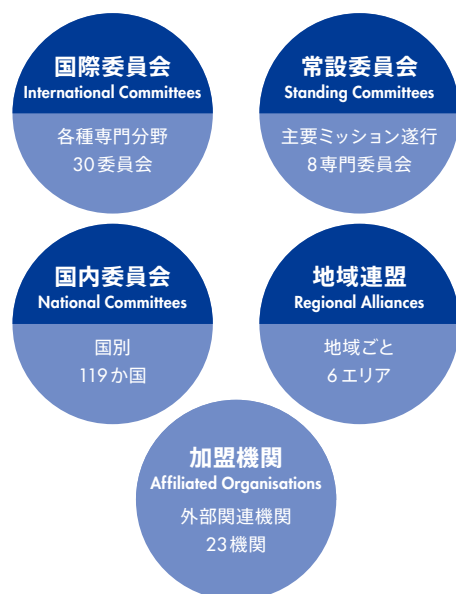 国際委員会
International Committees
各種専門分野
30委員会
常設委員会
Standing Committees
主要ミッション遂行
8専門委員会
国内委員会
National Committees
国別
119か国
地域連盟
Regional Alliances
地域ごと
6エリア
加盟機関
Affiliated Organisations
外部関連機関
23機関